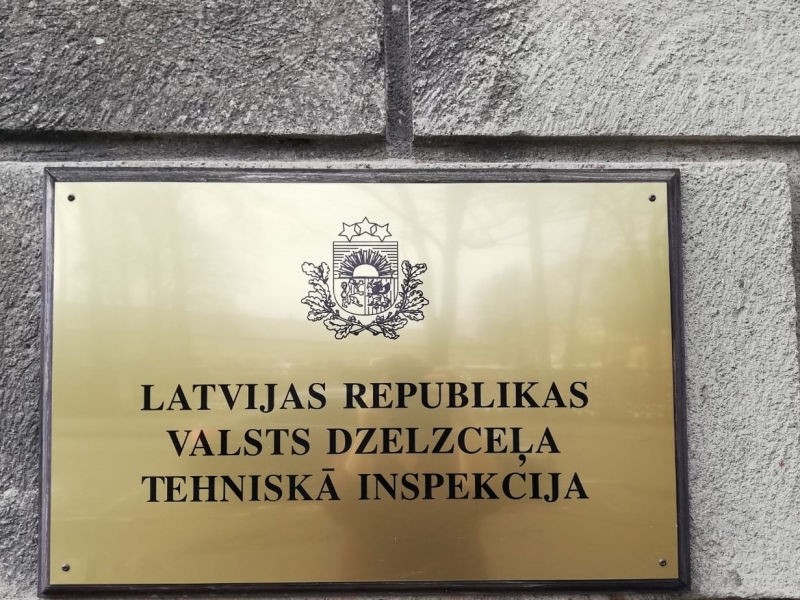 LATVIJAS REPUBLIKAS
VALSTS DZELZCEĻA
TEHNISKĀ INSPEKCIJA